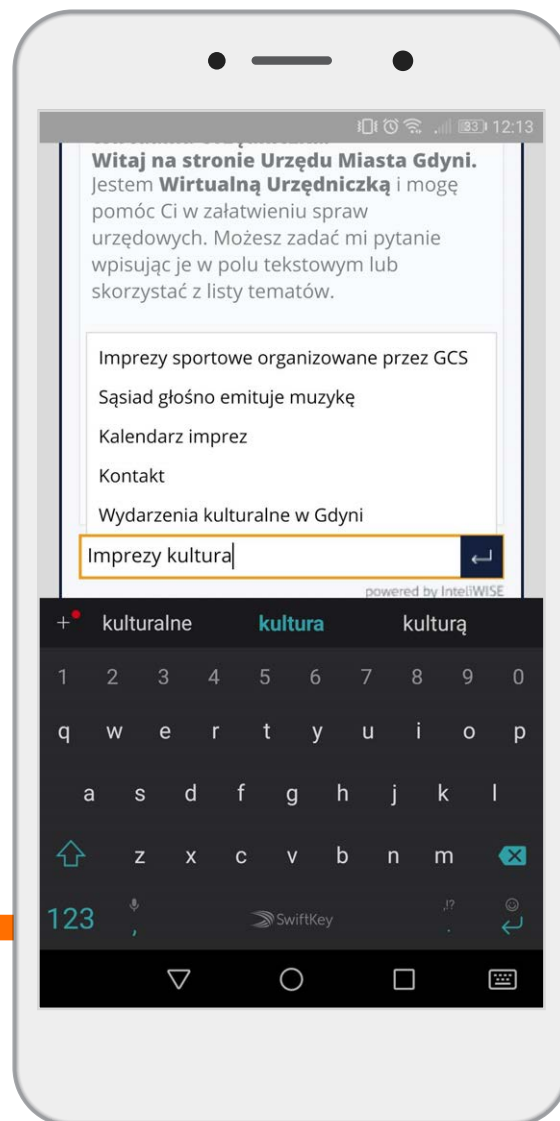 33 12:13
Witaj na stronie Urzędu Miasta Gdyni.
Jestem Wirtualną Urzędniczką i mogę
pomóc Ci w załatwieniu spraw
urzędowych. Możesz zadać mi pytanie
wpisując je w polu tekstowym lub
skorzystać z listy tematów.
Imprezy sportowe organizowane przez GCS
Sąsiad głośno emituje muzykę
Kalendarz imprez
Kontakt
Wydarzenia kulturalne w Gdyni
Imprezy kultura
powered by InteliWISE
+ kulturalne kultura kulturą
1 2 3 4 5 6 7 8 9 0
q w e r t y u i o p
a s d f g h j k l
z x c v b n m
123 , SwiftKey ,!? .